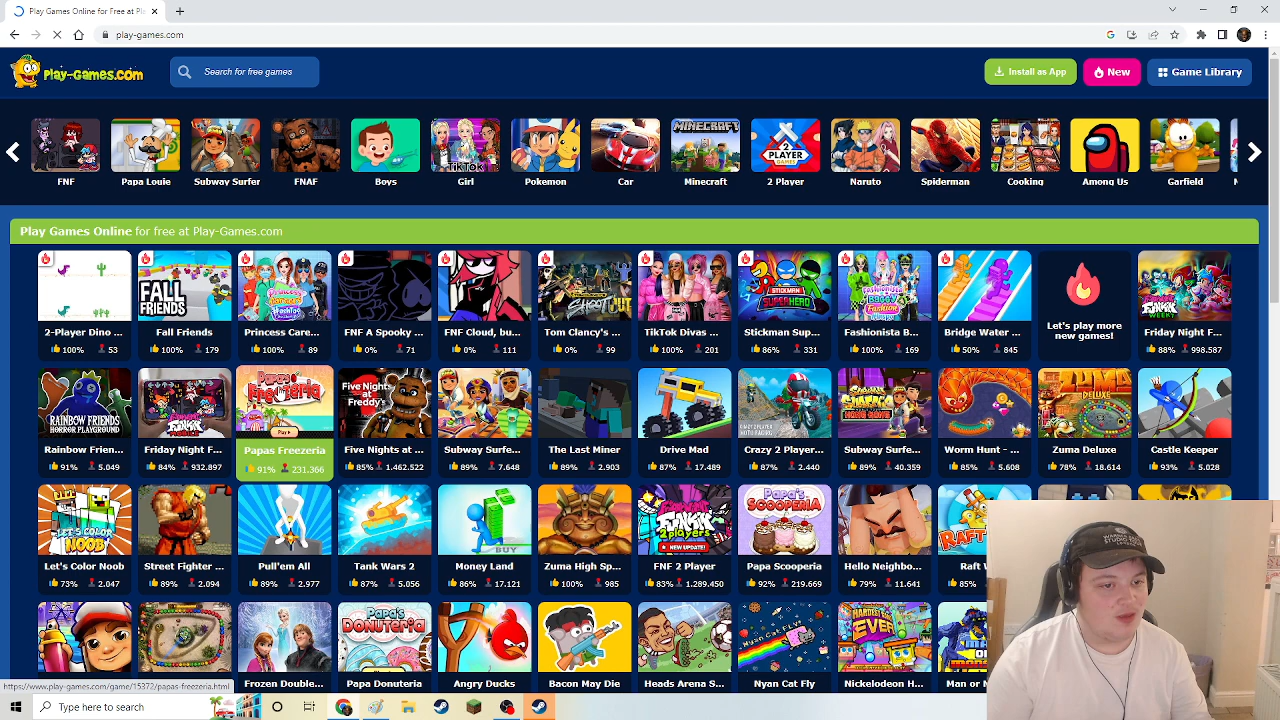 Play Games Online for free at Pla
play-games.com
Play-Games.com
Search for free games
Install as App
New
Game Library
FNF
Papa Louie
Subway Surfer
FNAF
Boys
Girl
Pokemon
Car
Minecraft
2 Player
Naruto
Spiderman
Cooking
Among Us
Garfield
Play Games Online for free at Play-Games.com
2-Player Dino ...
Fall Friends
Princess Care...
FNF A Spooky ...
FNF Cloud, bu...
Tom Clancy's ...
TikTok Divas ...
Stickman Sup...
Fashionista B...
Bridge Water ...
Let's play more
new games!
Friday Night F...
100% 53
100% 179
100% 89
0% 71
0% 111
0% 99
100% 201
86% 331
100% 169
50% 845
88% 998.587
Rainbow Frien...
Friday Night F...
Papas Freezeria
Five Nights at ...
Subway Surfe...
The Last Miner
Drive Mad
Crazy 2 Player...
Subway Surfe...
Worm Hunt - ...
Zuma Deluxe
Castle Keeper
91% 5.049
84% 932.897
91% 231.366
85% 1.462.522
89% 7.648
89% 2.903
87% 17.489
87% 2.440
89% 40.359
85% 5.608
78% 18.614
93% 5.028
Let's Color Noob
Street Fighter ...
Pull'em All
Tank Wars 2
Money Land
Zuma High Sp...
FNF 2 Player
Papa Scooperia
Hello Neighbo...
Raft W
73% 2.047
89% 2.094
89% 2.977
87% 5.056
86% 17.121
100% 985
83% 1.289.450
92% 219.669
79% 11.641
85%
Frozen Double...
Papa Donuteria
Angry Ducks
Bacon May Die
Heads Arena S...
Nyan Cat Fly
Nickelodeon H...
Man or N
https://www.play-games.com/game/15372/papas-freezeria.html
Type here to search